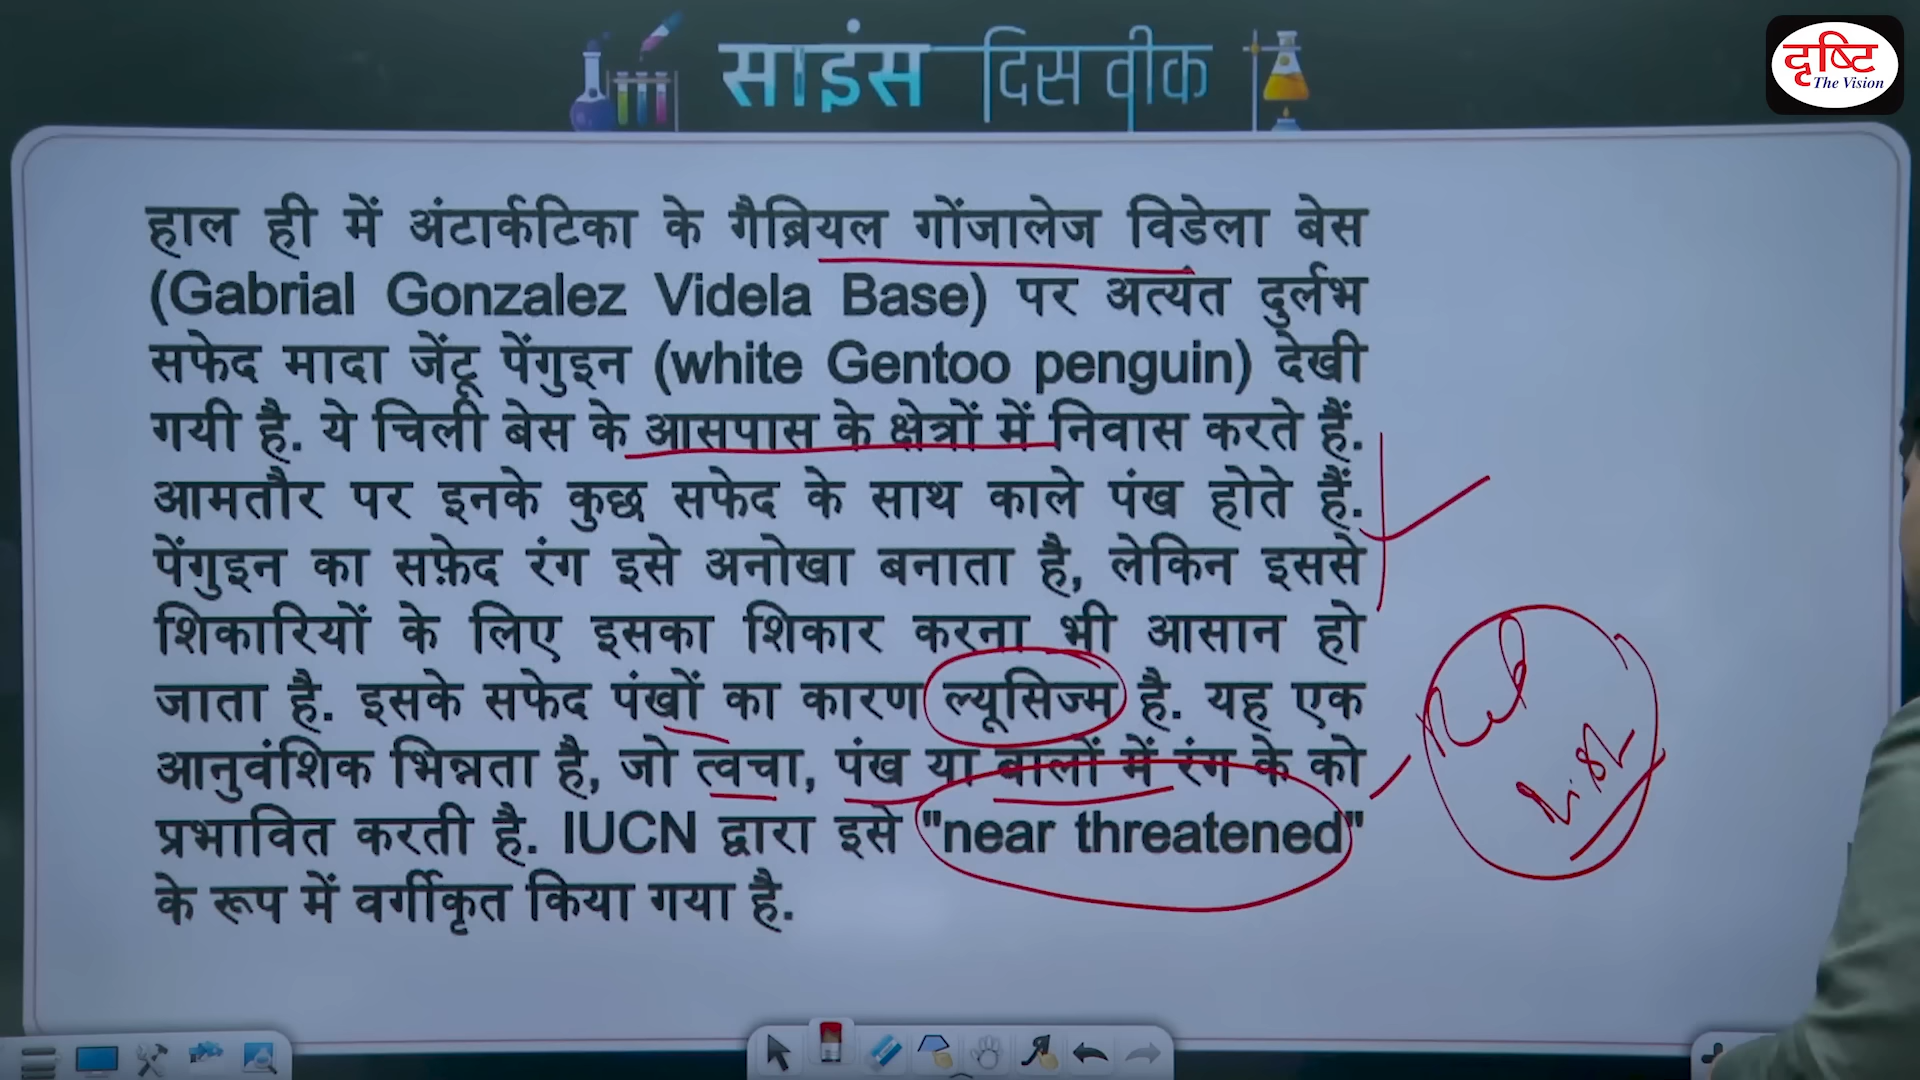 साइंस दिस वीक
दृष्टि
The Vision
हाल ही में अंटार्कटिका के गैब्रियल गोंजालेज विडेला बेस
(Gabrial Gonzalez Videla Base) पर अत्यंत दुर्लभ
सफेद मादा जेंटू पेंगुइन (white Gentoo penguin) देखी
गयी है. ये चिली बेस के आसपास के क्षेत्रों में निवास करते हैं.
आमतौर पर इनके कुछ सफेद के साथ काले पंख होते हैं.
पेंगुइन का सफ़ेद रंग इसे अनोखा बनाता है, लेकिन इससे
शिकारियों के लिए इसका शिकार करना भी आसान हो
जाता है. इसके सफेद पंखों का कारण ल्यूसिज्म है. यह एक
आनुवंशिक भिन्नता है, जो त्वचा, पंख या बालों में रंग के को
प्रभावित करती है. IUCN द्वारा इसे "near threatened"
के रूप में वर्गीकृत किया गया है.
Red
List